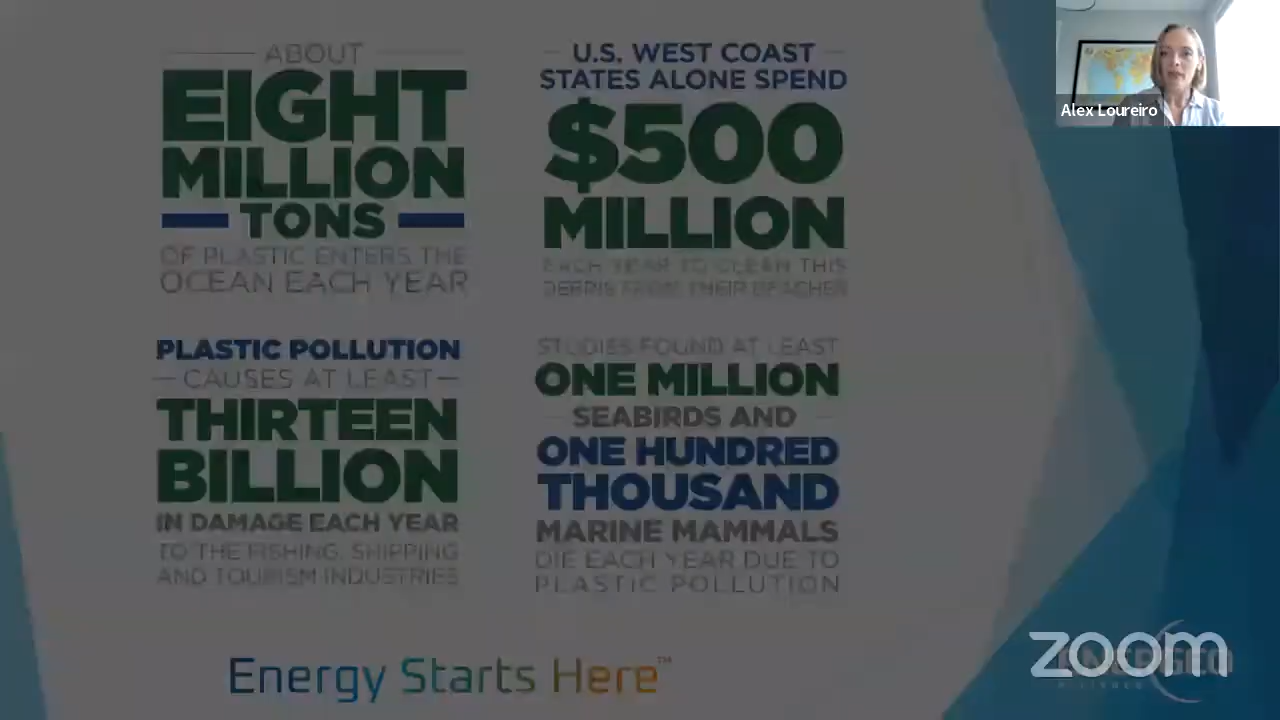 ABOUT
EIGHT
MILLION
TONS
OF PLASTIC ENTERS THE
OCEAN EACH YEAR
U.S. WEST COAST
STATES ALONE SPEND
$500
MILLION
EACH YEAR TO CLEAN THIS
DEBRIS FROM THEIR BEACHES
PLASTIC POLLUTION
CAUSES AT LEAST
THIRTEEN
BILLION
IN DAMAGE EACH YEAR
TO THE FISHING, SHIPPING
AND TOURISM INDUSTRIES
STUDIES FOUND AT LEAST
ONE MILLION
SEABIRDS AND
ONE HUNDRED
THOUSAND
MARINE MAMMALS
DIE EACH YEAR DUE TO
PLASTIC POLLUTION
Energy Starts Here™
Alex Loureiro
zoom